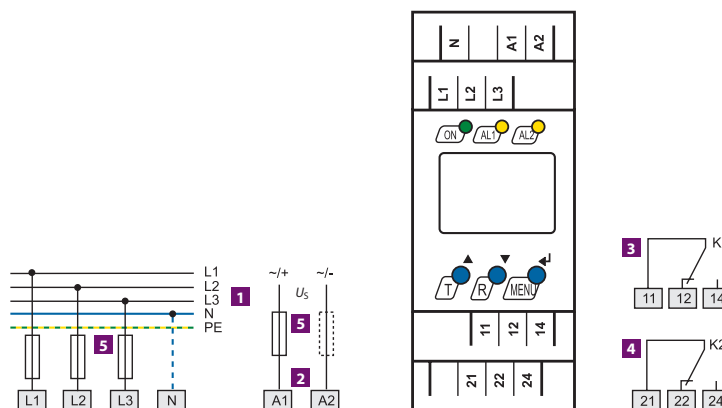 N A1 A2
L1 L2 L3
ON AL1 AL2
T R MENU
11 12 14
21 22 24
L1
L2
L3
N
PE
1
5
L1 L2 L3 N
~/+ ~/-
US
5
2
A1 A2
3
11 12 14
4
K2
21 22 24